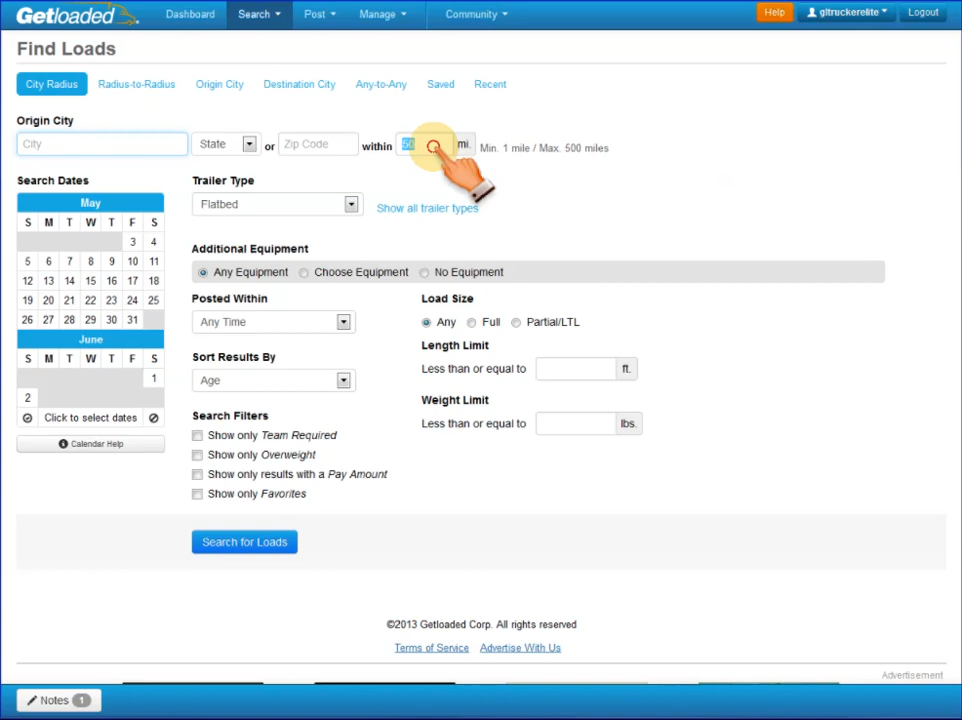 Getloaded. Dashboard Search Post Manage Community Help gltruckerelite Logout
Find Loads
City Radius Radius-to-Radius Origin City Destination City Any-to-Any Saved Recent
Origin City
City State or Zip Code within 50 mi. Min. 1 mile / Max. 500 miles
Search Dates
May
S M T W T F S
3 4
5 6 7 8 9 10 11
12 13 14 15 16 17 18
19 20 21 22 23 24 25
26 27 28 29 30 31
June
S M T W T F S
1
2
Click to select dates
Calendar Help
Trailer Type
Flatbed Show all trailer types
Additional Equipment
Any Equipment Choose Equipment No Equipment
Posted Within
Any Time
Sort Results By
Age
Search Filters
Show only Team Required
Show only Overweight
Show only results with a Pay Amount
Show only Favorites
Load Size
Any Full Partial/LTL
Length Limit
Less than or equal to ft.
Weight Limit
Less than or equal to lbs.
Search for Loads
©2013 Getloaded Corp. All rights reserved
Terms of Service Advertise With Us
Advertisement
Notes 1